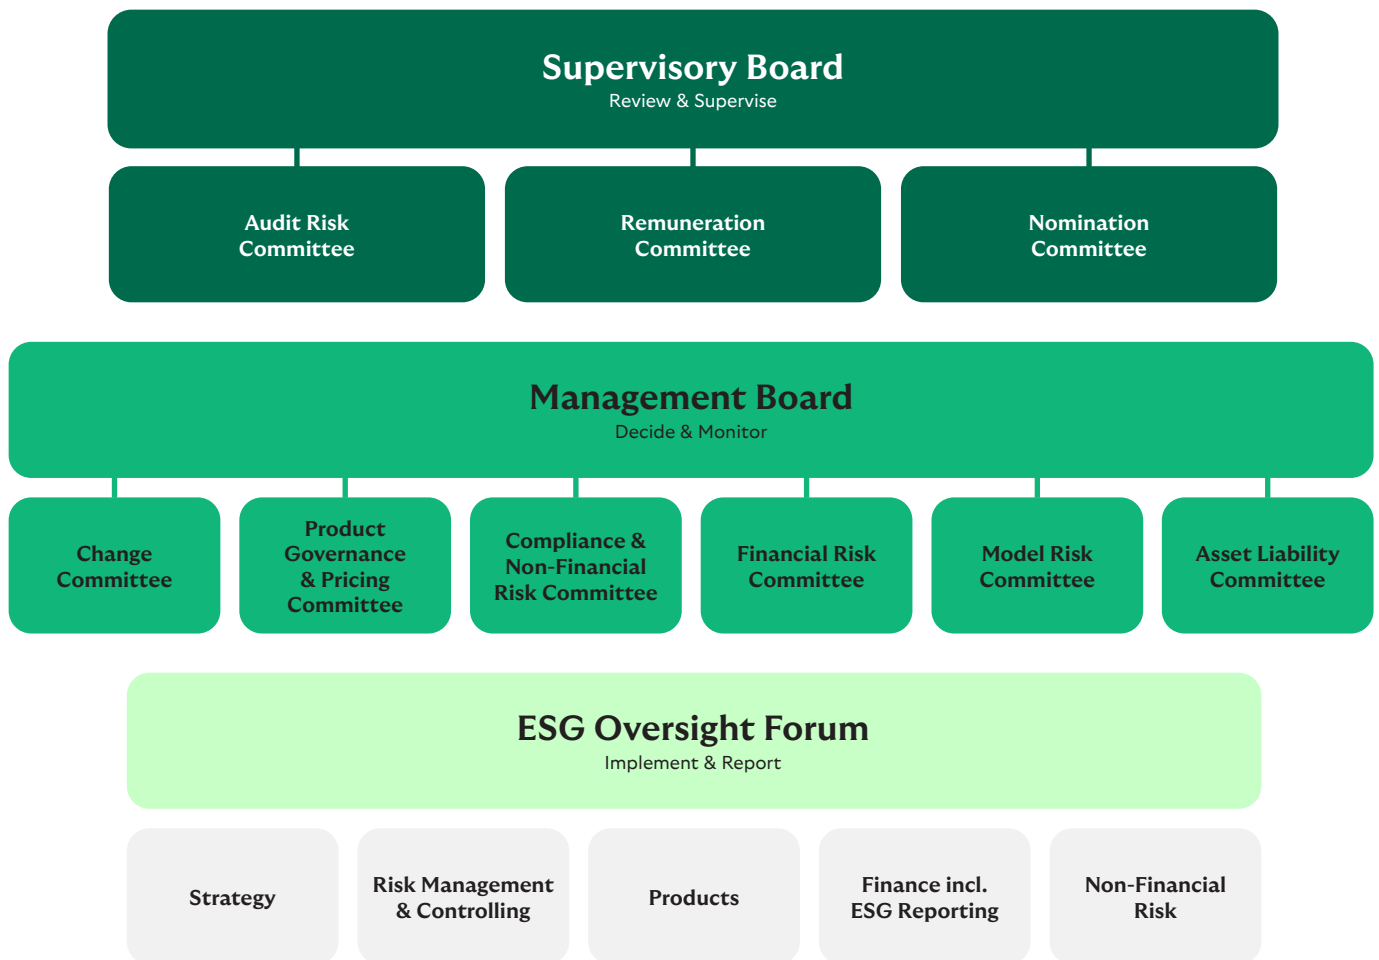 Supervisory Board
Review & Supervise
Audit Risk
Committee
Remuneration
Committee
Nomination
Committee
Management Board
Decide & Monitor
Change
Committee
Product
Governance
& Pricing
Committee
Compliance &
Non-Financial
Risk Committee
Financial Risk
Committee
Model Risk
Committee
Asset Liability
Committee
ESG Oversight Forum
Implement & Report
Strategy
Risk Management
& Controlling
Products
Finance incl.
ESG Reporting
Non-Financial
Risk